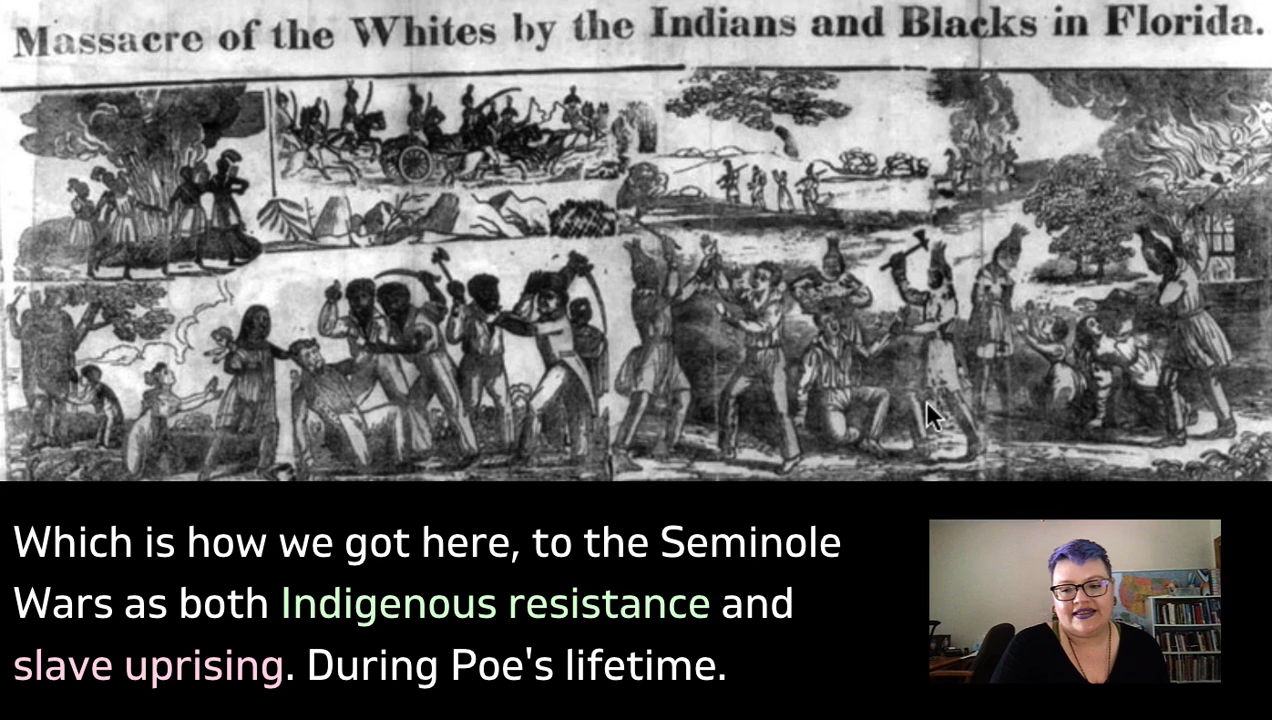 Massacre of the Whites by the Indians and Blacks in Florida.
Which is how we got here, to the Seminole
Wars as both Indigenous resistance and
slave uprising. During Poe's lifetime.